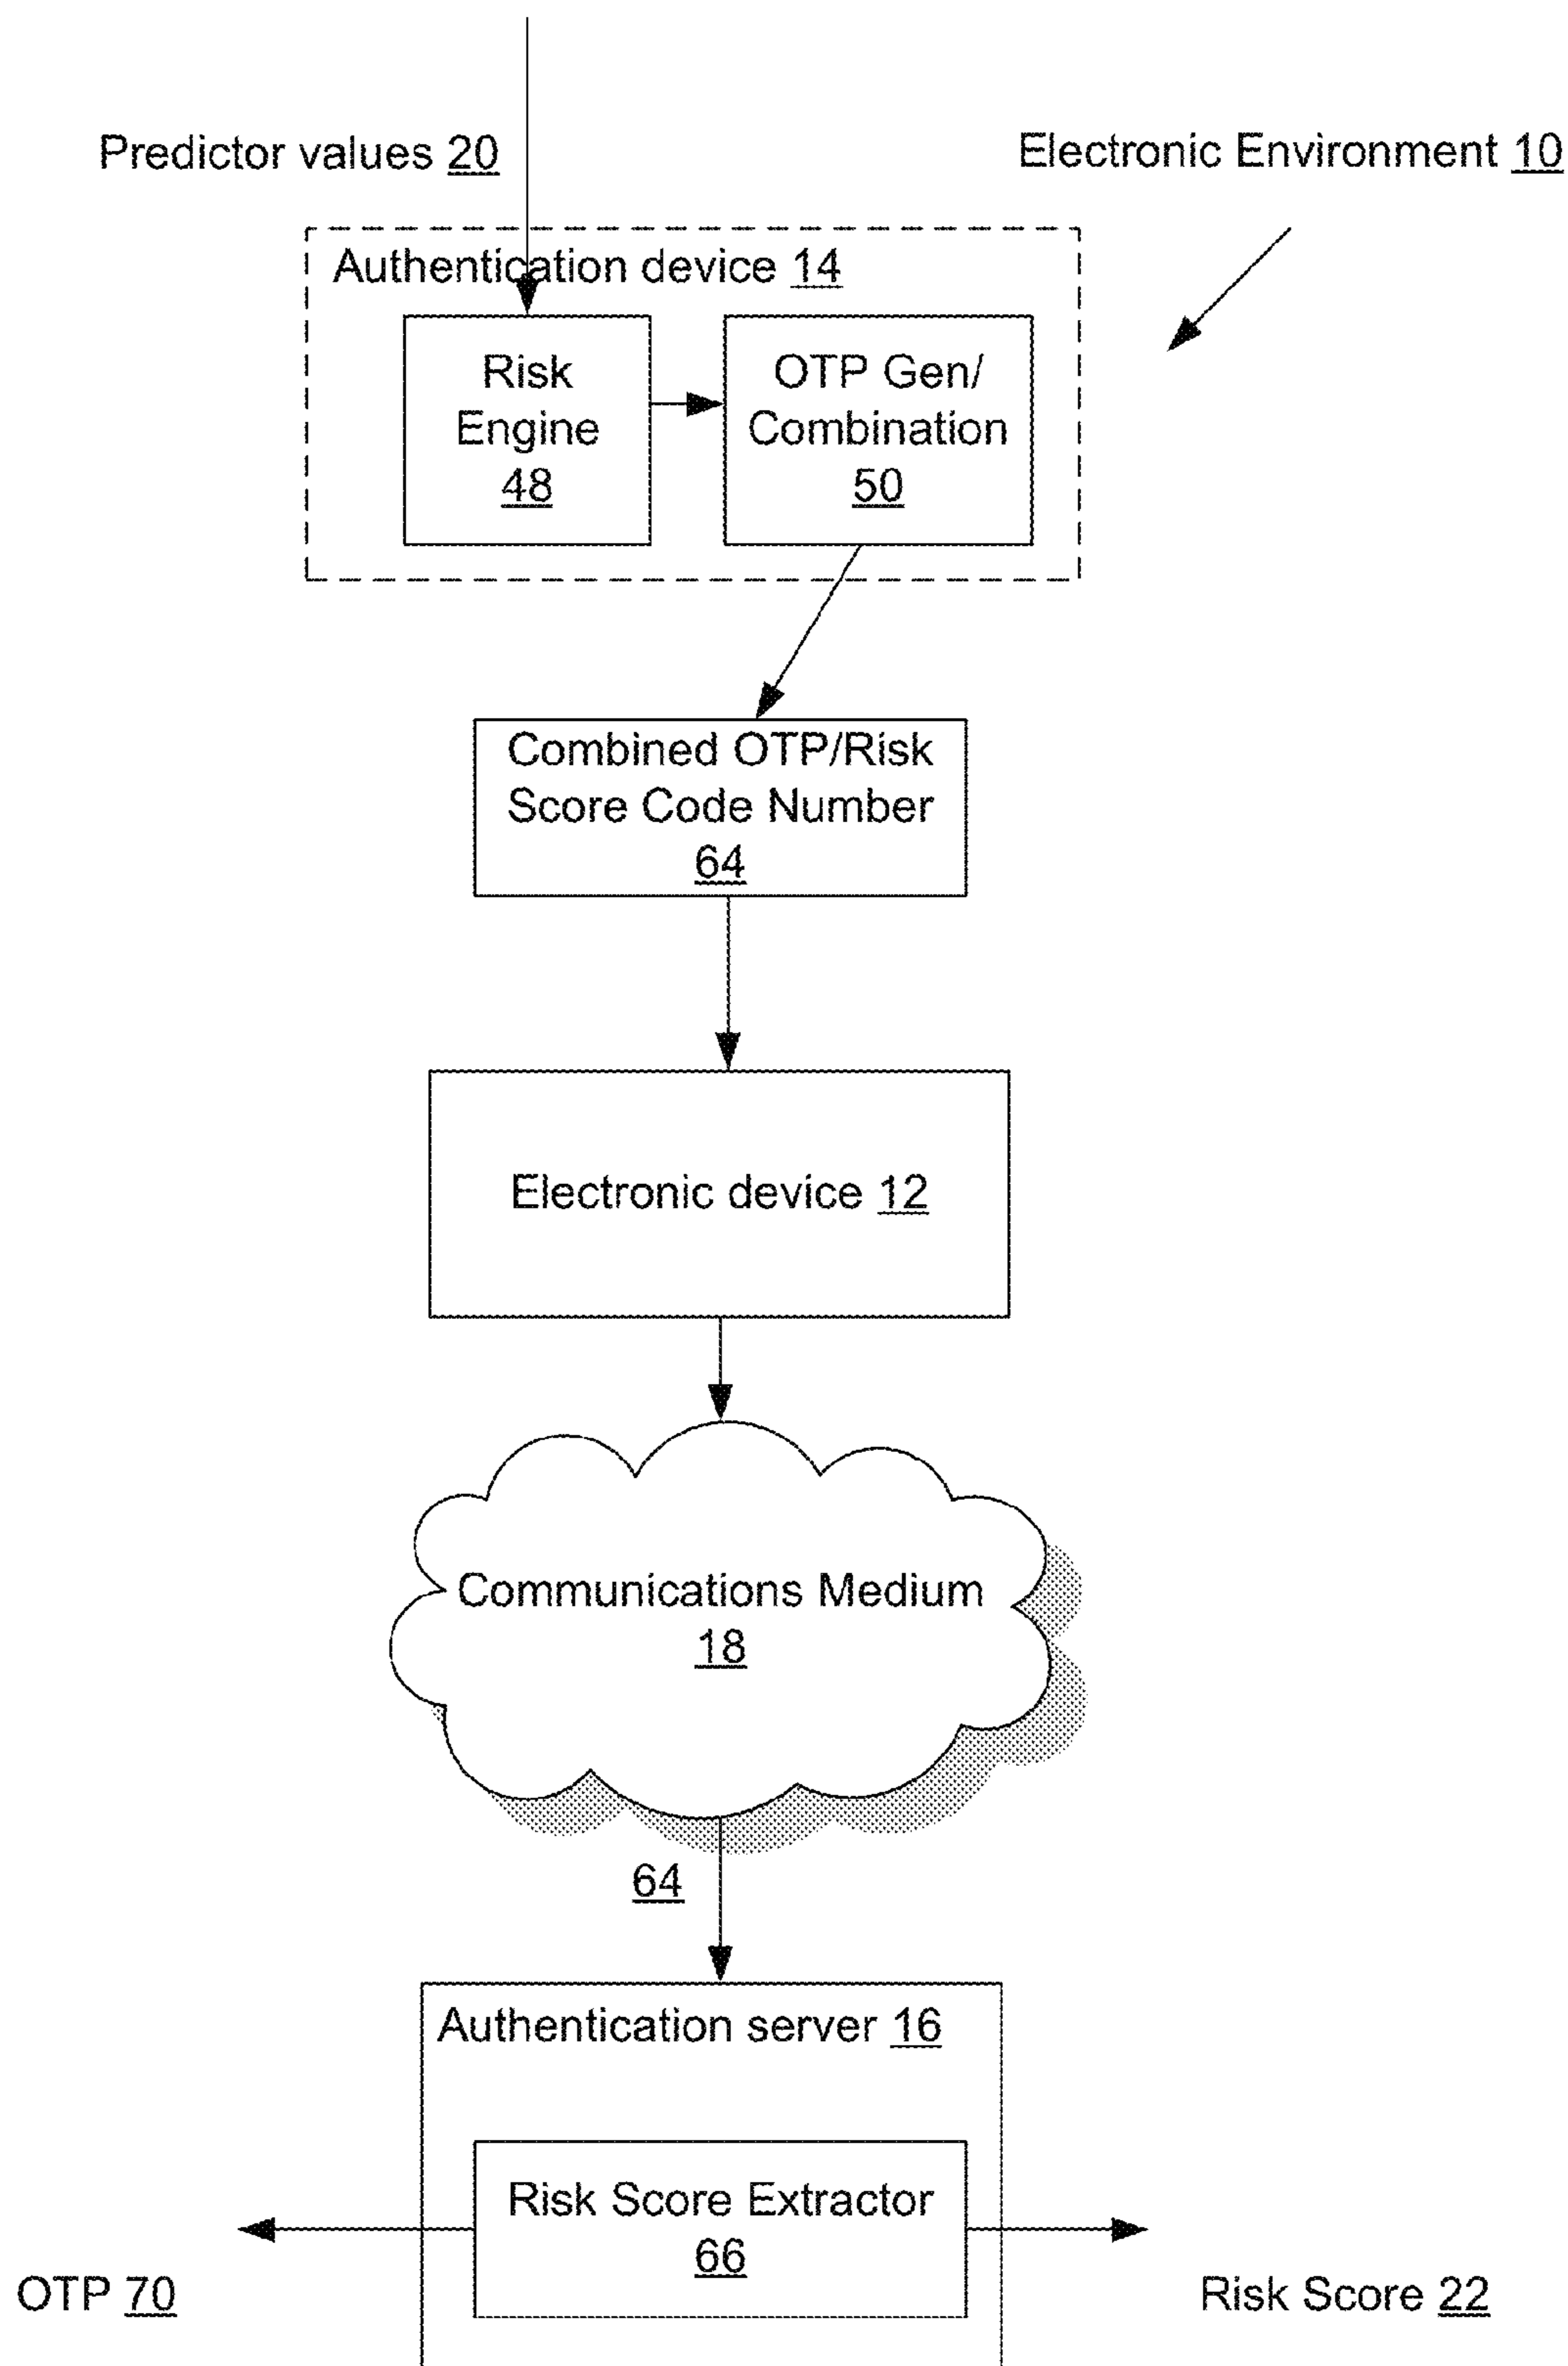 Predictor values 20
Electronic Environment 10
Authentication device 14
Risk
Engine
48
OTP Gen/
Combination
50
Combined OTP/Risk
Score Code Number
64
Electronic device 12
Communications Medium
18
64
Authentication server 16
Risk Score Extractor
66
OTP 70
Risk Score 22